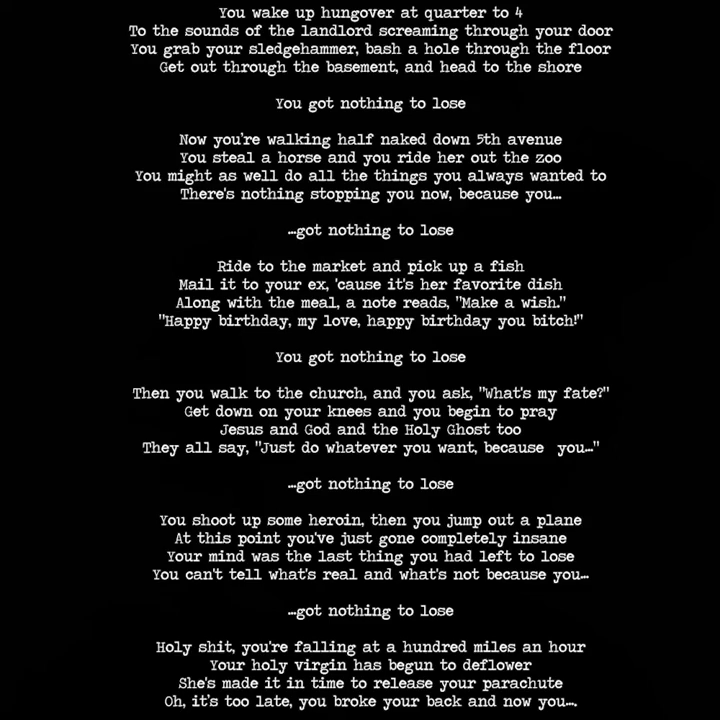 You wake up hungover at quarter to 4
To the sounds of the landlord screaming through your door
You grab your sledgehammer, bash a hole through the floor
Get out through the basement, and head to the shore
You got nothing to lose
Now you're walking half naked down 5th avenue
You steal a horse and you ride her out the zoo
You might as well do all the things you always wanted to
There's nothing stopping you now, because you...
...got nothing to lose
Ride to the market and pick up a fish
Mail it to your ex, 'cause it's her favorite dish
Along with the meal, a note reads, "Make a wish."
"Happy birthday, my love, happy birthday you bitch!"
You got nothing to lose
Then you walk to the church, and you ask, "What's my fate?"
Get down on your knees and you begin to pray
Jesus and God and the Holy Ghost too
They all say, "Just do whatever you want, because  you..."
...got nothing to lose
You shoot up some heroin, then you jump out a plane
At this point you've just gone completely insane
Your mind was the last thing you had left to lose
You can't tell what's real and what's not because you...
...got nothing to lose
Holy shit, you're falling at a hundred miles an hour
Your holy virgin has begun to deflower
She's made it in time to release your parachute
Oh, it's too late, you broke your back and now you....